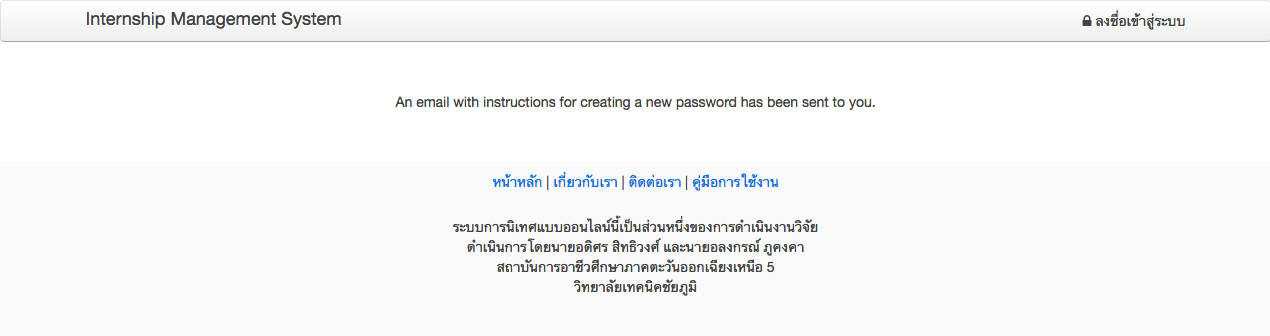 Internship Management System
ลงชื่อเข้าสู่ระบบ
An email with instructions for creating a new password has been sent to you.
หน้าหลัก | เกี่ยวกับเรา | ติดต่อเรา | คู่มือการใช้งาน
ระบบการนิเทศแบบออนไลน์นี้เป็นส่วนหนึ่งของการดำเนินงานวิจัย
ดำเนินการโดยนายอดิศร สิทธิวงศ์ และนายอลงกรณ์ ภูคงคา
สถาบันการอาชีวศึกษาภาคตะวันออกเฉียงเหนือ 5
วิทยาลัยเทคนิคชัยภูมิ